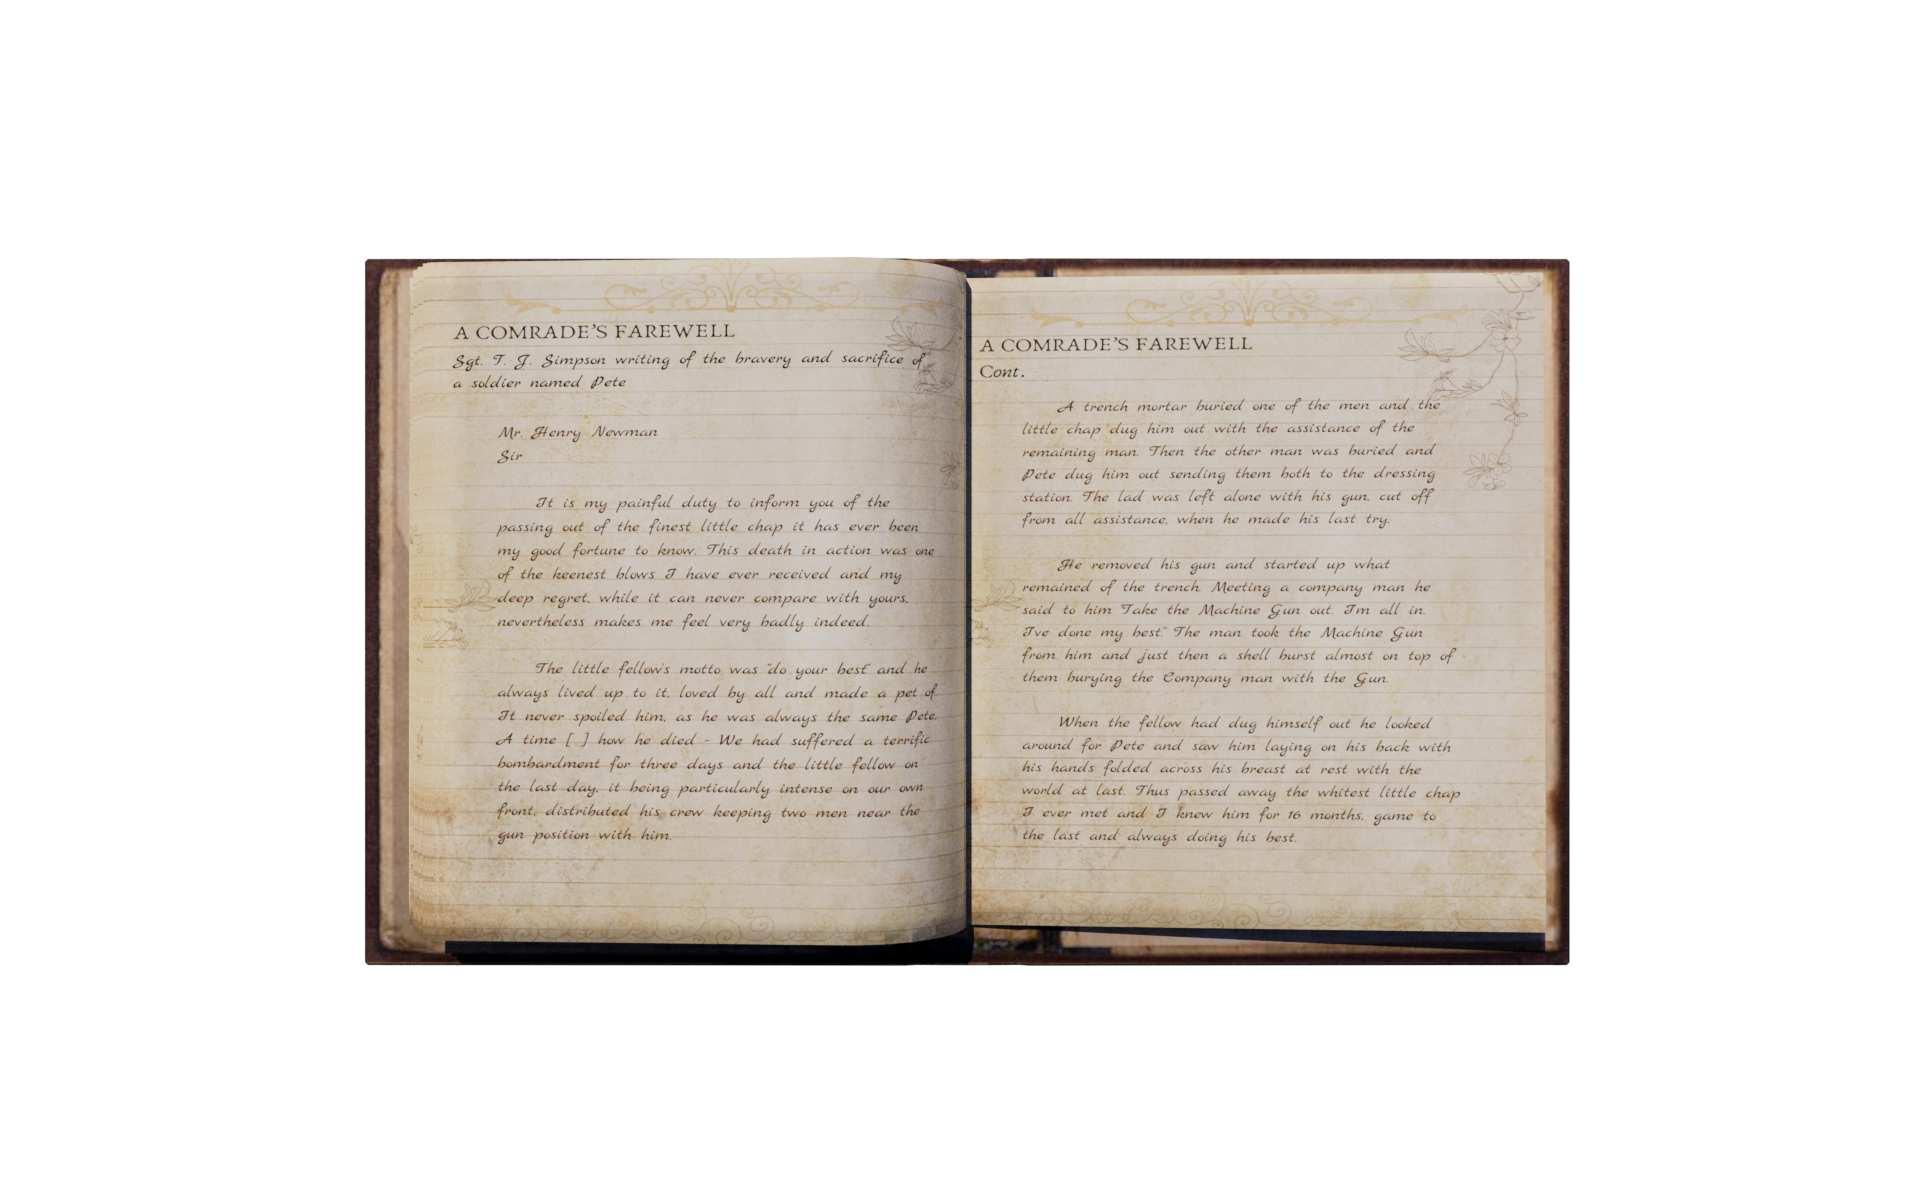 A COMRADE'S FAREWELL
Sgt. T. J. Simpson writing of the bravery and sacrifice of
a soldier named Pete
Mr. Henry Newman
Sir
It is my painful duty to inform you of the
passing out of the finest little chap it has ever been
my good fortune to know. This death in action was one
of the keenest blows I have ever received and my
deep regret, while it can never compare with yours,
nevertheless makes me feel very badly indeed.
The little fellow's motto was "do your best" and he
always lived up to it, loved by all and made a pet of.
It never spoiled him, as he was always the same Pete.
A time [ ] how he died - We had suffered a terrific
bombardment for three days and the little fellow on
the last day, it being particularly intense on our own
front, distributed his crew keeping two men near the
gun position with him.
A COMRADE'S FAREWELL
Cont.
A trench mortar buried one of the men and the
little chap dug him out with the assistance of the
remaining man. Then the other man was buried and
Pete dug him out sending them both to the dressing
station. The lad was left alone with his gun, cut off
from all assistance, when he made his last try.
He removed his gun and started up what
remained of the trench. Meeting a company man he
said to him Take the Machine Gun out. I'm all in.
I've done my best." The man took the Machine Gun
from him and just then a shell burst almost on top of
them burying the Company man with the Gun.
When the fellow had dug himself out he looked
around for Pete and saw him laying on his back with
his hands folded across his breast at rest with the
world at last. Thus passed away the whitest little chap
I ever met and I knew him for 16 months, game to
the last and always doing his best.